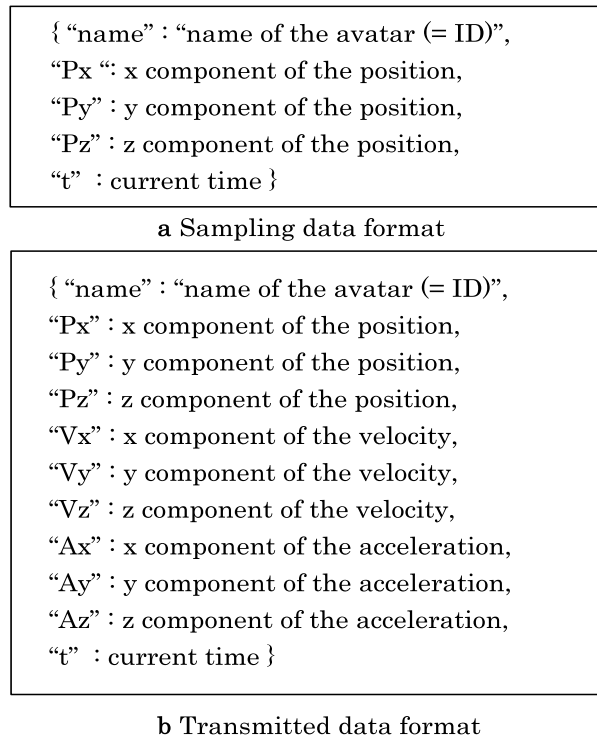 { “name” : “name of the avatar (= ID)”,
“Px “: x component of the position,
“Py” : y component of the position,
“Pz” : z component of the position,
“t” : current time }
a Sampling data format
{ “name” : “name of the avatar (= ID)”,
“Px” : x component of the position,
“Py” : y component of the position,
“Pz” : z component of the position,
“Vx” : x component of the velocity,
“Vy” : y component of the velocity,
“Vz” : z component of the velocity,
“Ax” : x component of the acceleration,
“Ay” : y component of the acceleration,
“Az” : z component of the acceleration,
“t” : current time }
b Transmitted data format